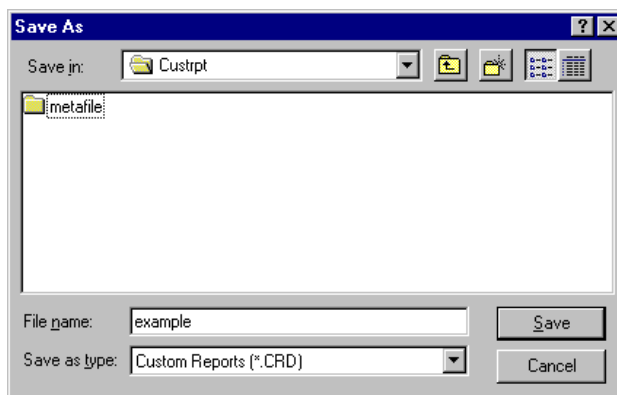 Save As
Save in:
Custrpt
metafile
File name:
example
Save
Save as type:
Custom Reports (*.CRD)
Cancel